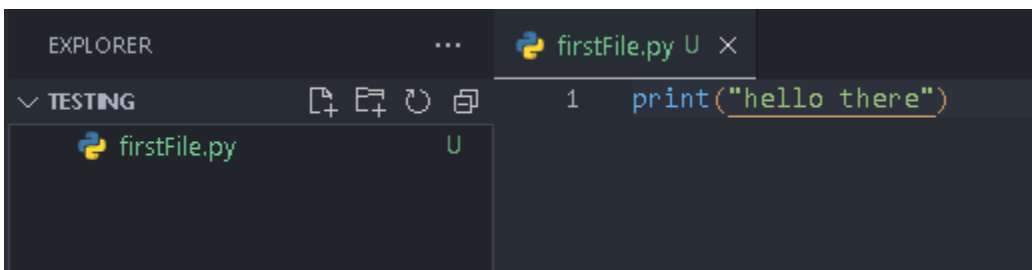 EXPLORER
TESTING
firstFile.py U
firstFile.py U
1 print("hello there")